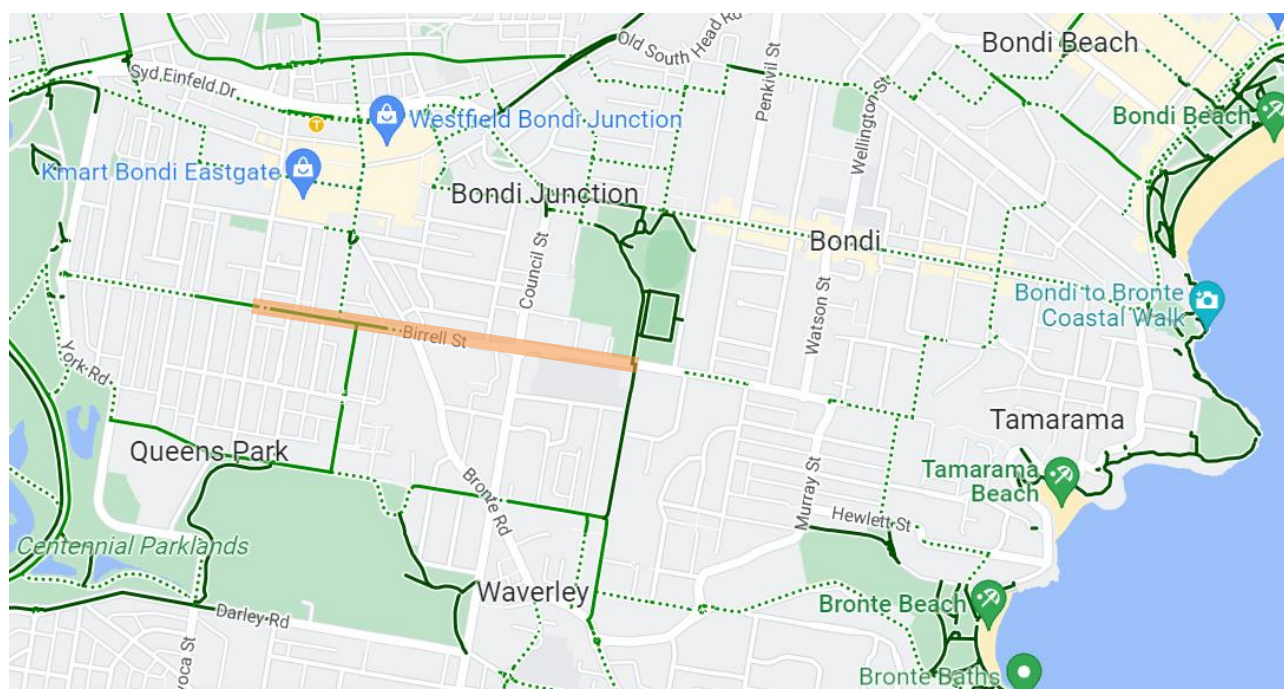 Bondi Beach
Old South Head Rd
Penkivil St
Syd Einfeld Dr
Wellington St
Bondi Beach
Westfield Bondi Junction
T
Kmart Bondi Eastgate
Bondi Junction
Bondi
Council St
Watson St
Bondi to Bronte
Coastal Walk
Birrell St
York Rd
Tamarama
Queens Park
Tamarama
Beach
Bronte Rd
Murray St
Hewlett St
Centennial Parklands
Waverley
Bronte Beach
Darley Rd
voca St
Bronte Baths